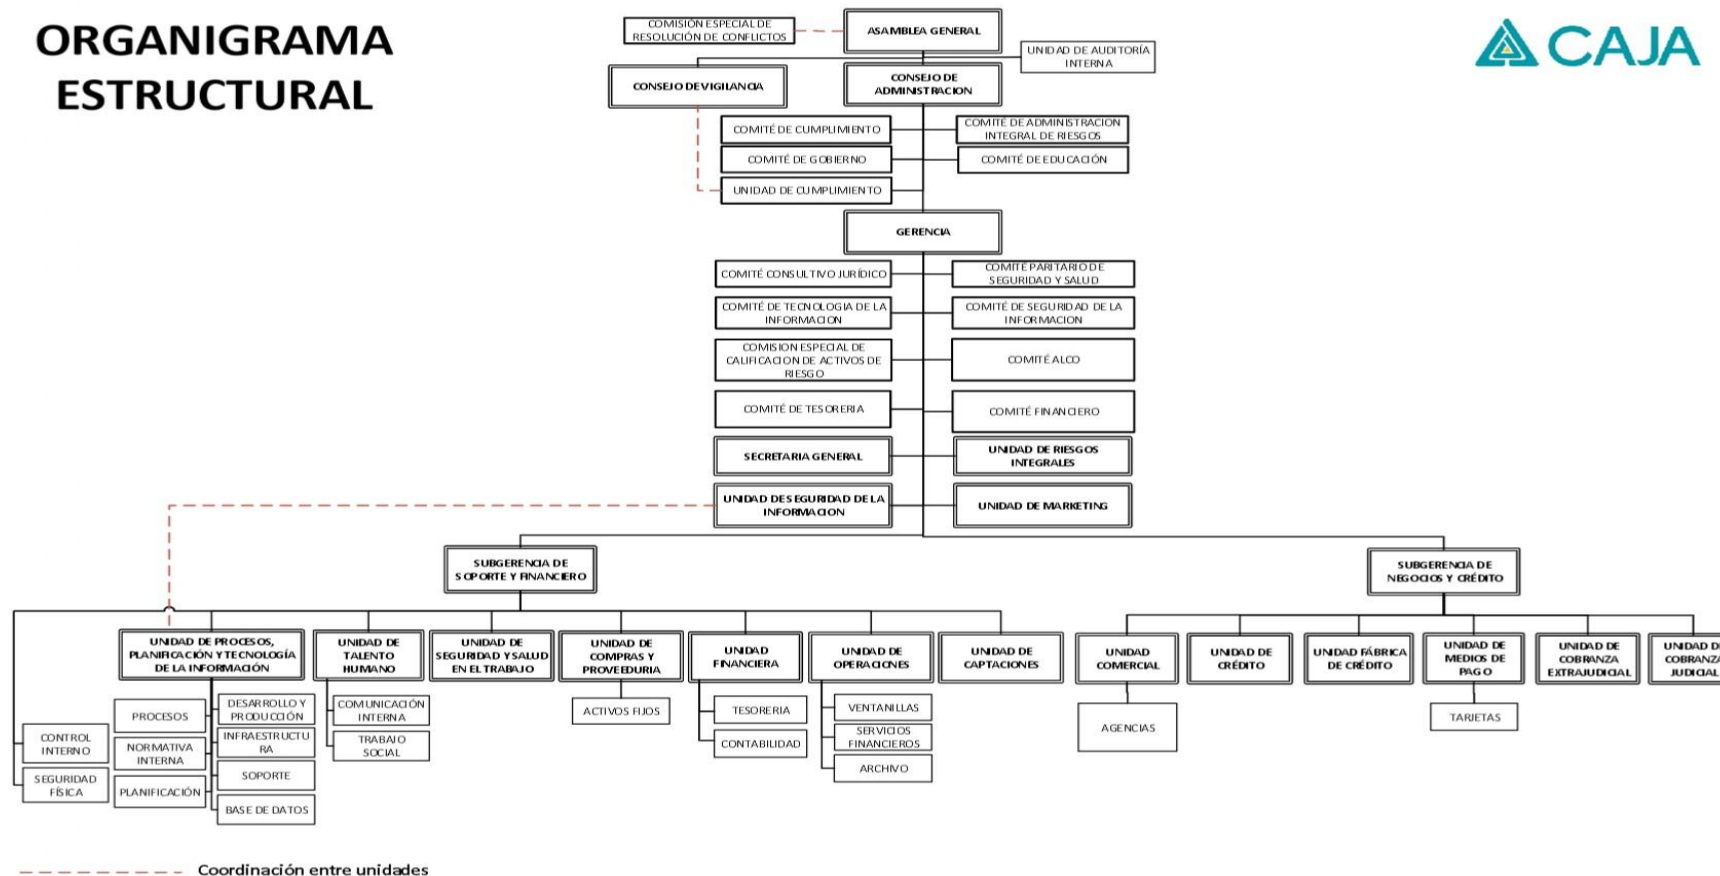 ORGANIGRAMA
ESTRUCTURAL
CAJA
COMISIÓN ESPECIAL DE
RESOLUCIÓN DE CONFLICTOS
ASAMBLEA GENERAL
UNIDAD DE AUDITORÍA
INTERNA
CONSEJO DE VIGILANCIA
CONSEJO DE
ADMINISTRACION
COMITÉ DE CUMPLIMIENTO
COMITÉ DE ADMINISTRACION
INTEGRAL DE RIESGOS
COMITÉ DE GOBIERNO
COMITÉ DE EDUCACIÓN
UNIDAD DE CUMPLIMIENTO
GERENCIA
COMITÉ CONSULTIVO JURÍDICO
COMITÉ PARITARIO DE
SEGURIDAD Y SALUD
COMITÉ DE TECNOLOGIA DE LA
INFORMACION
COMITÉ DE SEGURIDAD DE LA
INFORMACION
COMISION ESPECIAL DE
CALIFICACION DE ACTIVOS DE
RIESGO
COMITÉ ALCO
COMITÉ DE TESORERIA
COMITÉ FINANCIERO
SECRETARIA GENERAL
UNIDAD DE RIESGOS
INTEGRALES
UNIDAD DE SEGURIDAD DE LA
INFORMACION
UNIDAD DE MARKETING
SUBGERENCIA DE
SOPORTE Y FINANCIERO
SUBGERENCIA DE
NEGOCIOS Y CRÉDITO
UNIDAD DE PROCESOS,
PLANIFICACIÓN Y TECNOLOGÍA
DE LA INFORMACIÓN
UNIDAD DE
TALENTO
HUMANO
UNIDAD DE
SEGURIDAD Y SALUD
EN EL TRABAJO
UNIDAD DE
COMPRAS Y
PROVEEDURIA
UNIDAD
FINANCIERA
UNIDAD DE
OPERACIONES
UNIDAD DE
CAPTACIONES
UNIDAD
COMERCIAL
UNIDAD DE
CRÉDITO
UNIDAD FÁBRICA
DE CRÉDITO
UNIDAD DE
MEDIOS DE
PAGO
UNIDAD DE
COBRANZA
EXTRAJUDICIAL
UNIDAD DE
COBRANZA
JUDICIAL
CONTROL
INTERNO
SEGURIDAD
FÍSICA
PROCESOS
NORMATIVA
INTERNA
PLANIFICACIÓN
DESARROLLO Y
PRODUCCIÓN
INFRAESTRUCTU
RA
SOPORTE
BASE DE DATOS
COMUNICACIÓN
INTERNA
TRABAJO
SOCIAL
ACTIVOS FIJOS
TESORERIA
CONTABILIDAD
VENTANILLAS
SERVICIOS
FINANCIEROS
ARCHIVO
AGENCIAS
TARJETAS
Coordinación entre unidades